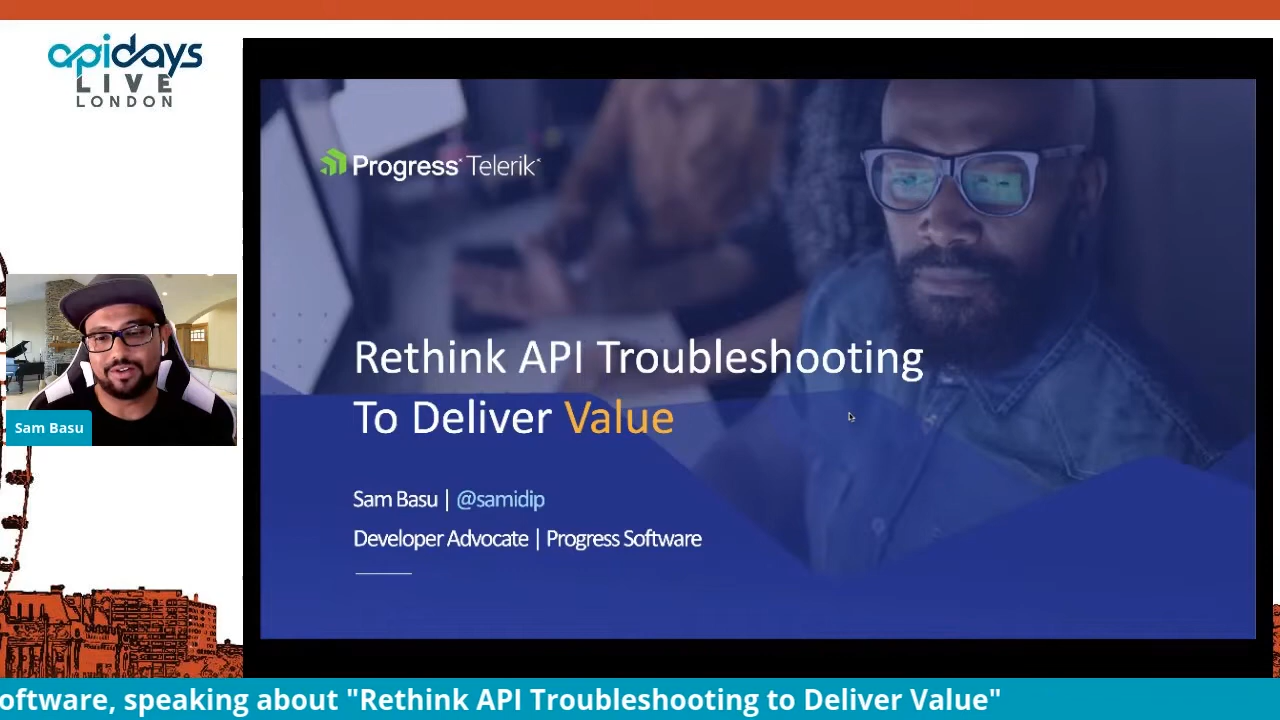 apidays
LIVE
LONDON
Progress Telerik
Rethink API Troubleshooting
To Deliver Value
Sam Basu | @samidip
Developer Advocate | Progress Software
Sam Basu
oftware, speaking about "Rethink API Troubleshooting to Deliver Value"